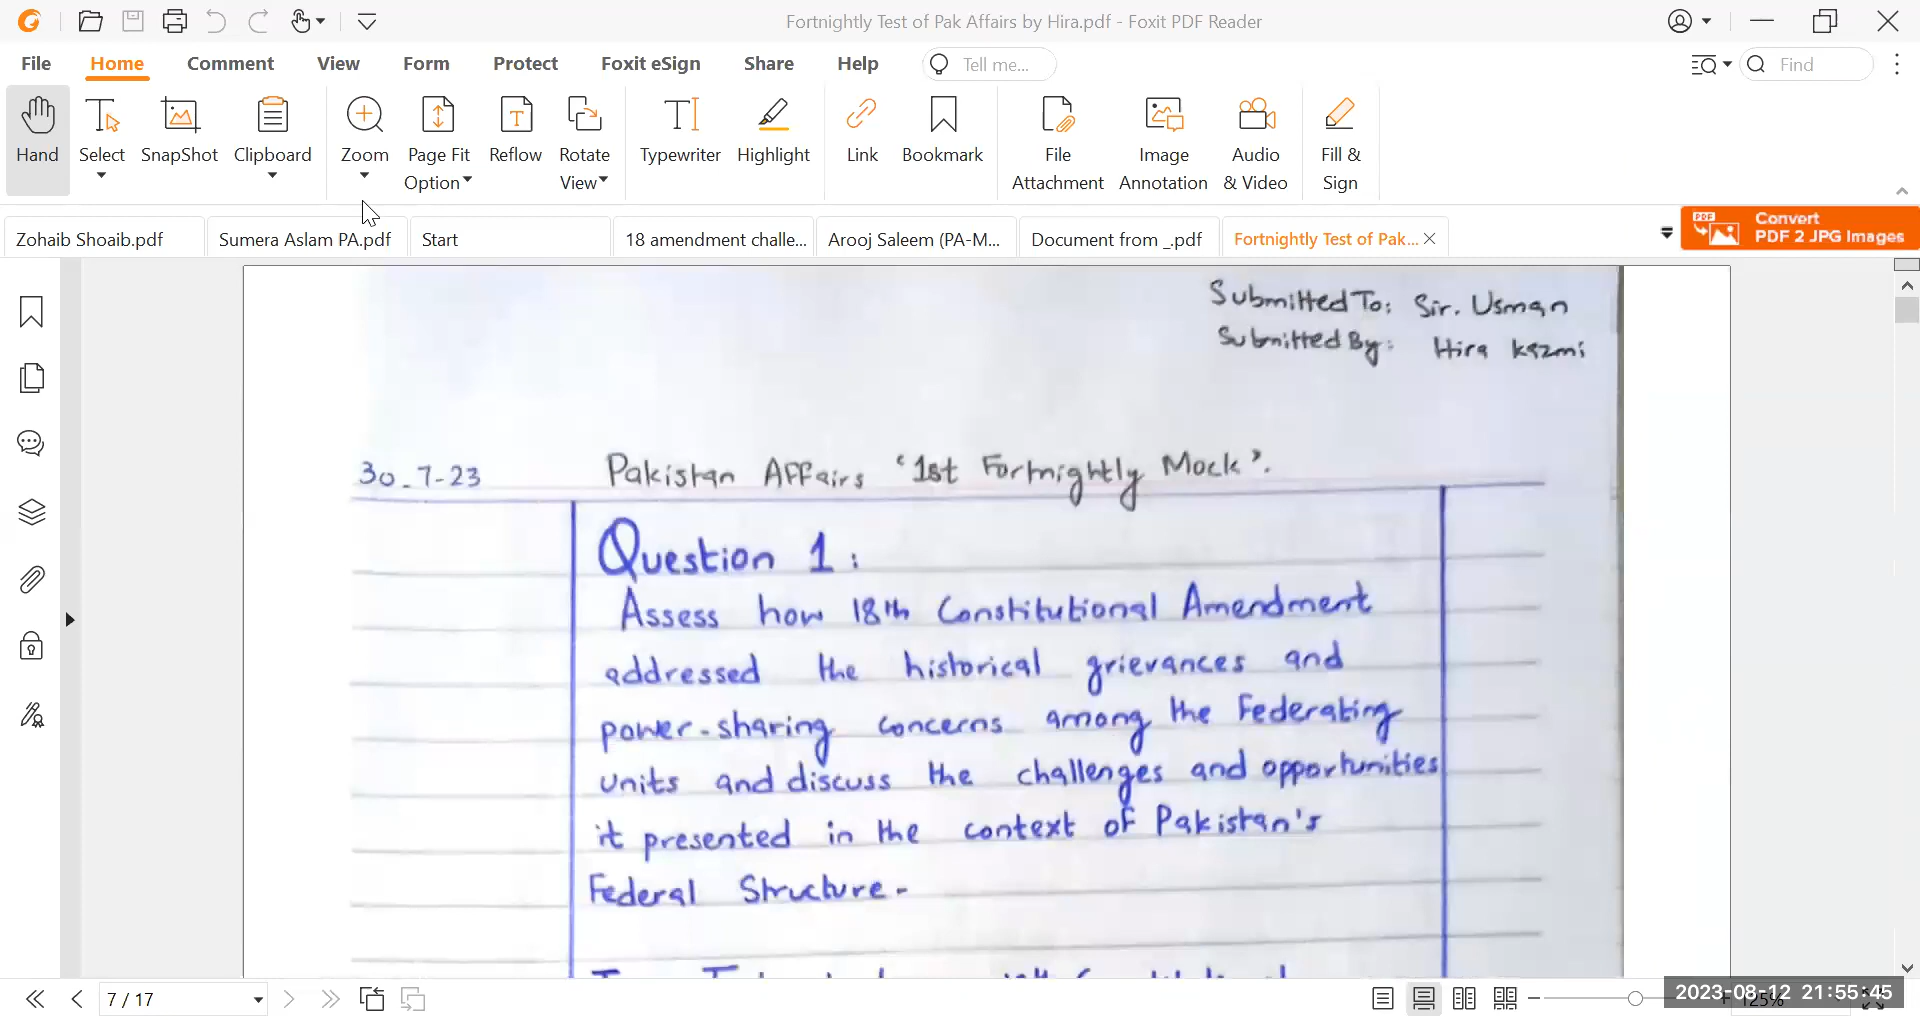 Fortnightly Test of Pak Affairs by Hira.pdf - Foxit PDF Reader
File Home Comment View Form Protect Foxit eSign Share Help Tell me... Find
Hand Select SnapShot Clipboard Zoom Page Fit Option Reflow Rotate View Typewriter Highlight Link Bookmark File Attachment Image Annotation Audio & Video Fill & Sign
Zohaib Shoaib.pdf Sumera Aslam PA.pdf Start 18 amendment challe... Arooj Saleem (PA-M... Document from _.pdf Fortnightly Test of Pak...
PDF Convert
PDF 2 JPG Images
Submitted To: Sir. Usman
Submitted By: Hira Kazmi
30-7-23 Pakistan Affairs '1st Fortnightly Mock'.
Question 1:
Assess how 18th Constitutional Amendment
addressed the historical grievances and
power-sharing concerns among the Federating
units and discuss the challenges and opportunities
it presented in the context of Pakistan's
Federal Structure-
7 / 17
2023-08-12 21:55:45
125%